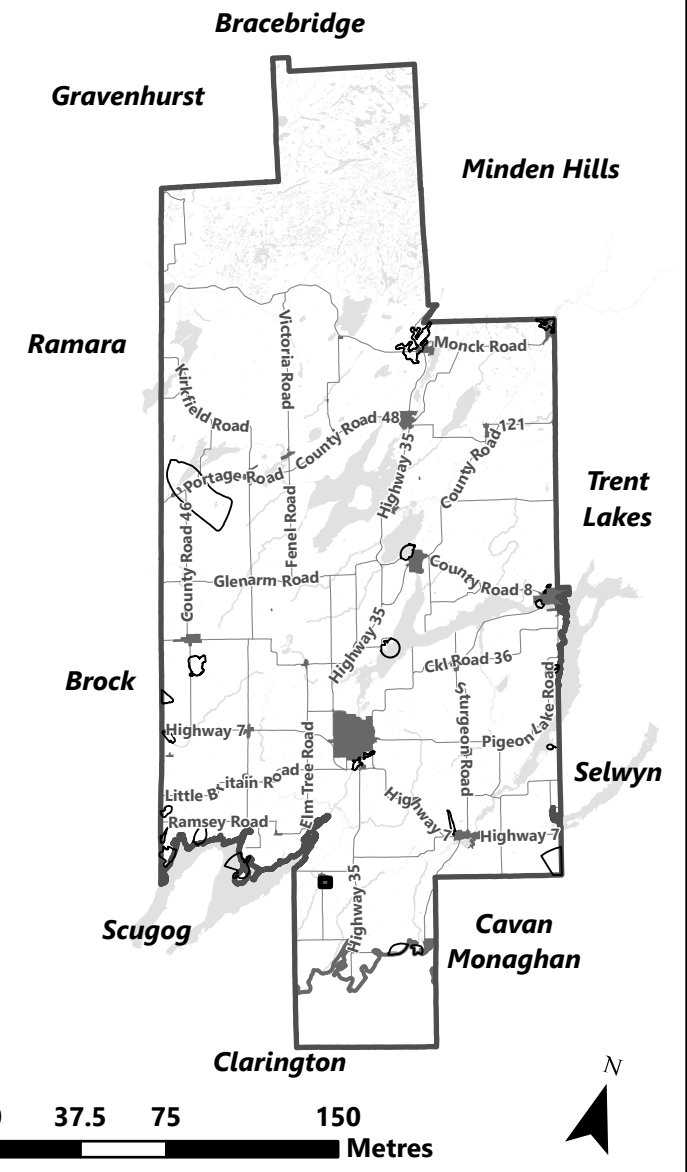 Bracebridge
Gravenhurst
Minden Hills
Ramara
Victoria Road
Monck Road
Kirkfield Road
County Road 48
121
Highway 35
County Road
Portage Road
Trent
Lakes
County Road 46
Fenel Road
Glenarm Road
County Road 8
Highway 35
Ckl Road 36
Brock
Sturgeon Road
Pigeon Lake Road
Highway 7
Elm Tree Road
Selwyn
Little Britain Road
Highway 7
Ramsey Road
Highway 7
Highway 35
Scugog
Cavan
Monaghan
Clarington
N
37.5 75 150
Metres